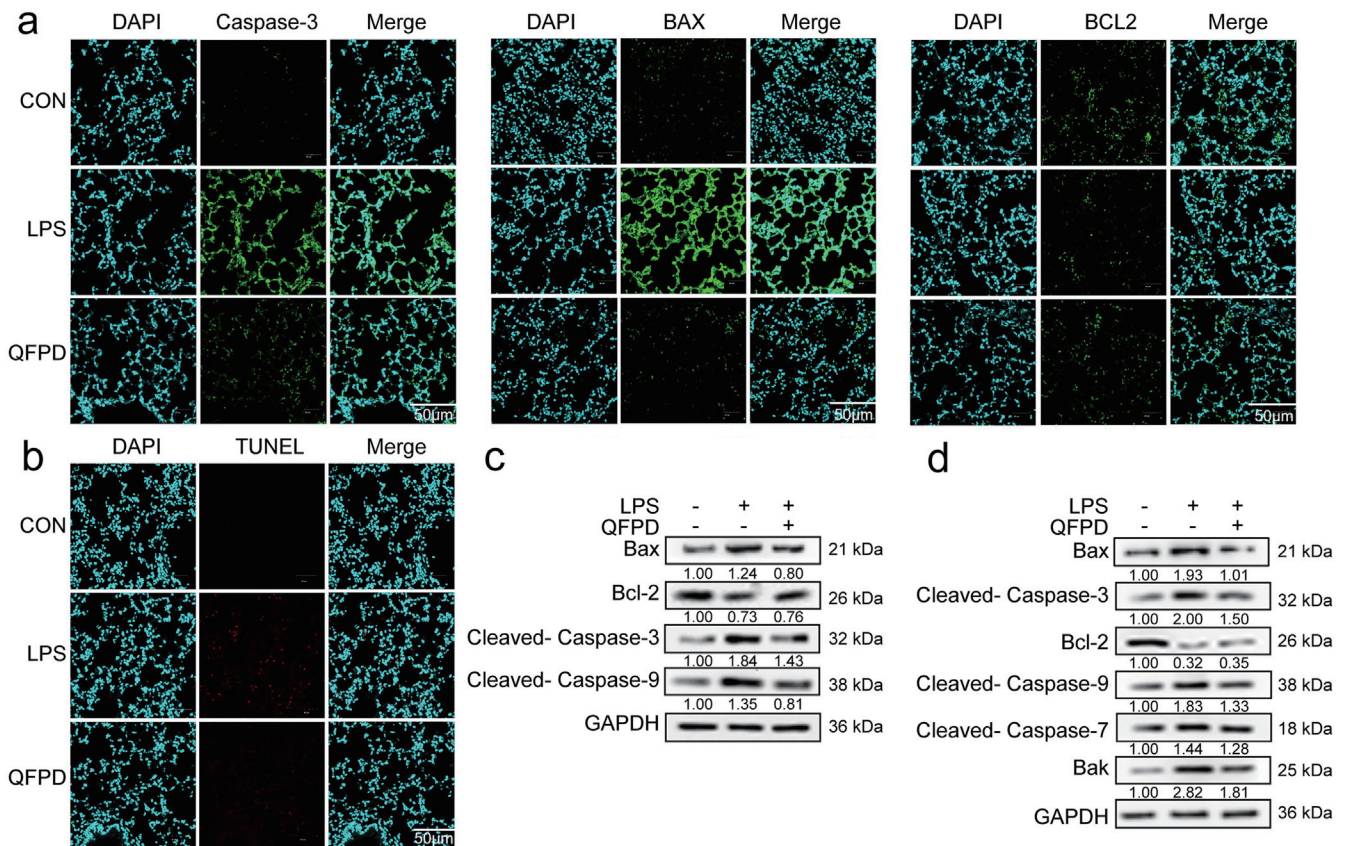 a
DAPI Caspase-3 Merge DAPI BAX Merge DAPI BCL2 Merge
CON
LPS
QFPD
50μm 50μm 50μm
b
DAPI TUNEL Merge
CON
LPS
QFPD
50μm
c
LPS - + +
QFPD - - +
Bax 21 kDa
1.00 1.24 0.80
Bcl-2 26 kDa
1.00 0.73 0.76
Cleaved- Caspase-3 32 kDa
1.00 1.84 1.43
Cleaved- Caspase-9 38 kDa
1.00 1.35 0.81
GAPDH 36 kDa
d
LPS - + +
QFPD - - +
Bax 21 kDa
1.00 1.93 1.01
Cleaved- Caspase-3 32 kDa
1.00 2.00 1.50
Bcl-2 26 kDa
1.00 0.32 0.35
Cleaved- Caspase-9 38 kDa
1.00 1.83 1.33
Cleaved- Caspase-7 18 kDa
1.00 1.44 1.28
Bak 25 kDa
1.00 2.82 1.81
GAPDH 36 kDa